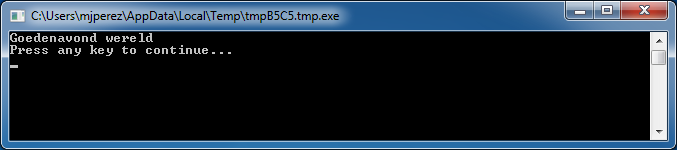 C:\Users\mjperez\AppData\Local\Temp\tmpB5C5.tmp.exe
Goedenavond wereld
Press any key to continue...